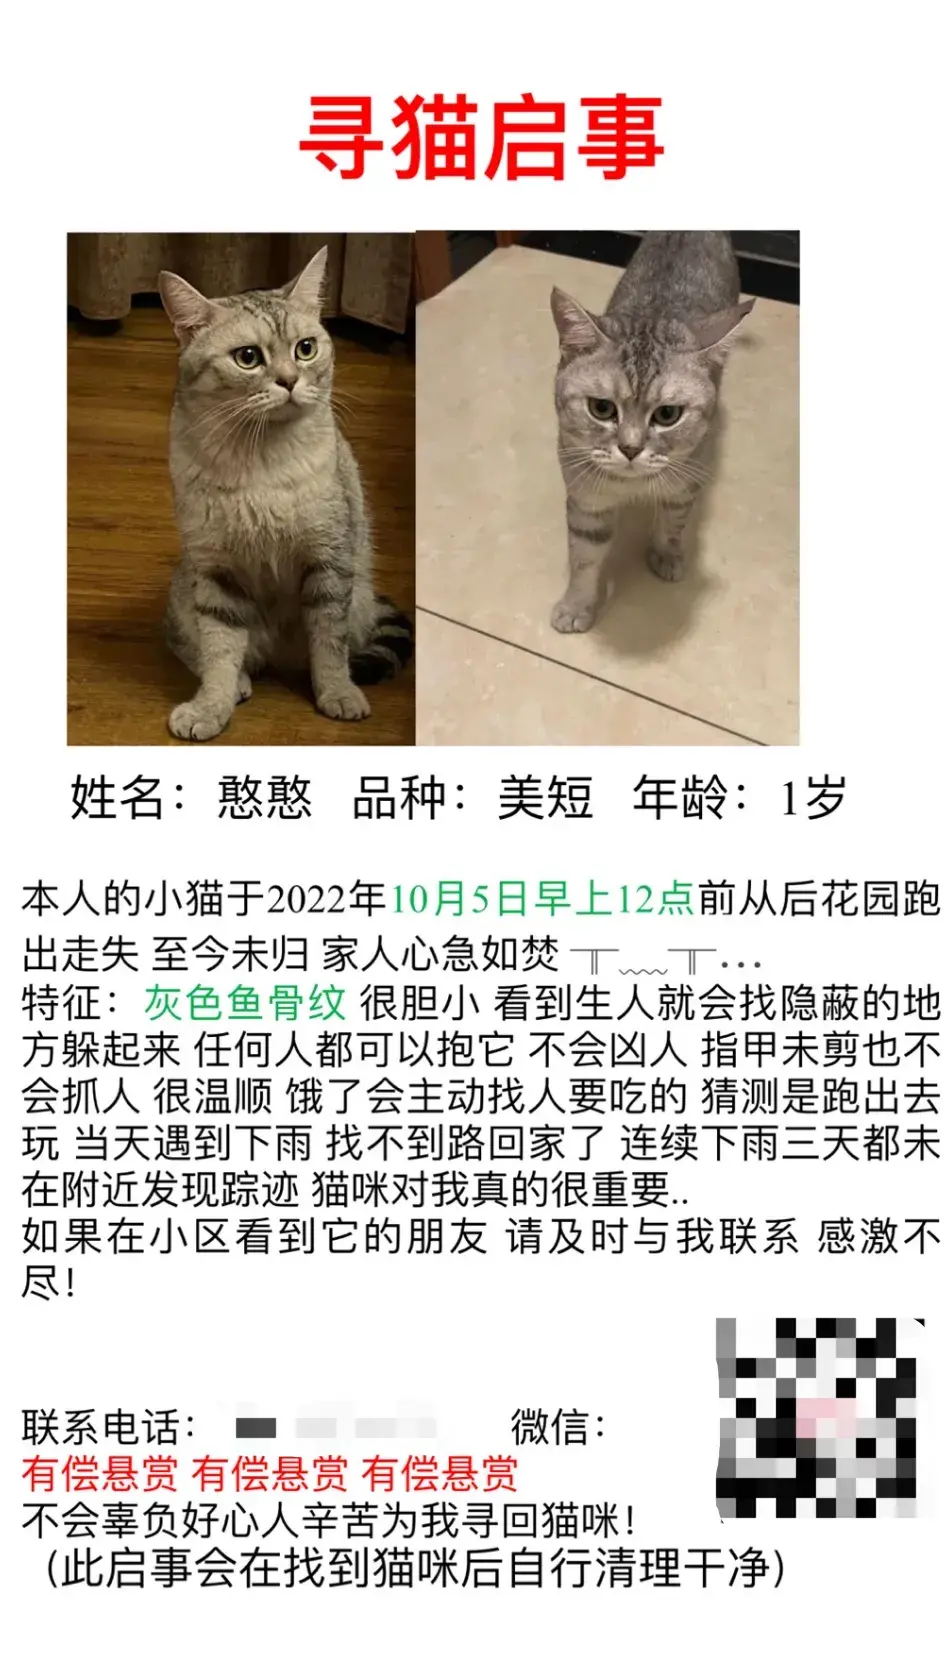 寻猫启事
姓名：憨憨 品种：美短 年龄：1岁
本人的小猫于2022年10月5日早上12点前从后花园跑
出走失 至今未归 家人心急如焚 ╥﹏╥...
特征：灰色鱼骨纹 很胆小 看到生人就会找隐蔽的地
方躲起来 任何人都可以抱它 不会凶人 指甲未剪也不
会抓人 很温顺 饿了会主动找人要吃的 猜测是跑出去
玩 当天遇到下雨 找不到路回家了 连续下雨三天都未
在附近发现踪迹 猫咪对我真的很重要..
如果在小区看到它的朋友 请及时与我联系 感激不
尽！
联系电话： 微信：
有偿悬赏 有偿悬赏 有偿悬赏
不会辜负好心人辛苦为我寻回猫咪！
（此启事会在找到猫咪后自行清理干净）